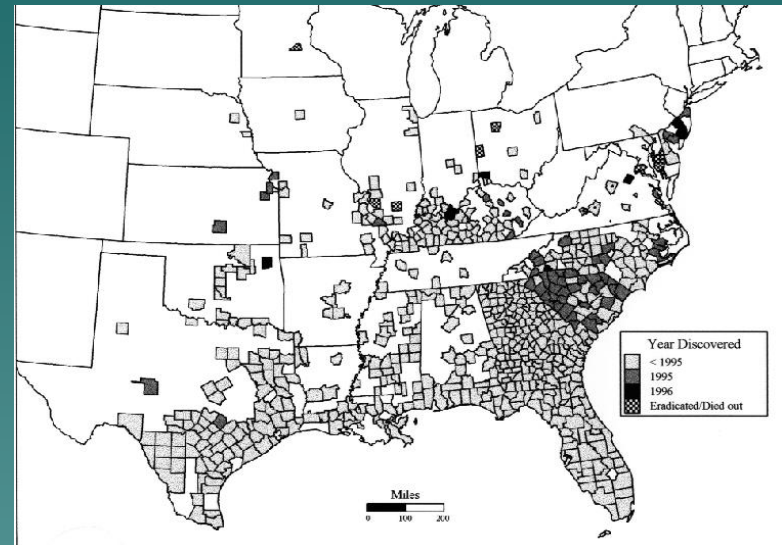 Year Discovered
< 1995
1995
1996
Eradicated/Died out
Miles
0 100 200